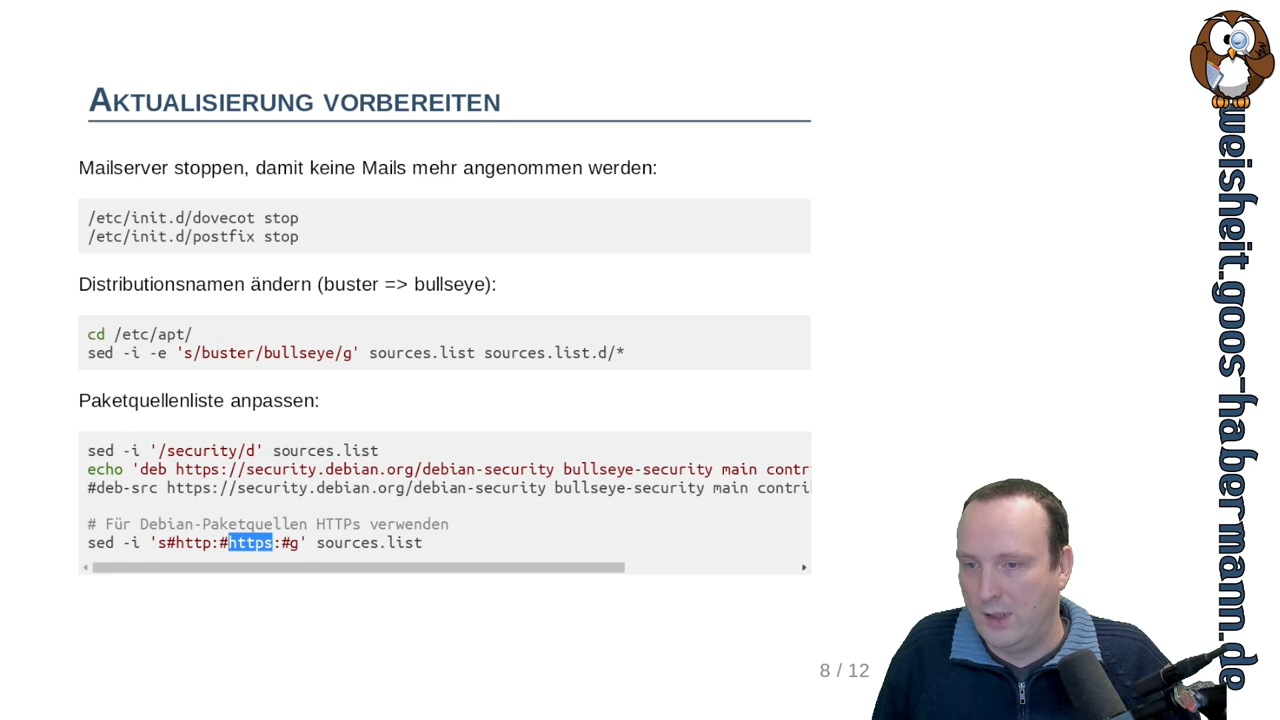 AKTUALISIERUNG VORBEREITEN
Mailserver stoppen, damit keine Mails mehr angenommen werden:
/etc/init.d/dovecot stop
/etc/init.d/postfix stop
Distributionsnamen ändern (buster => bullseye):
cd /etc/apt/
sed -i -e 's/buster/bullseye/g' sources.list sources.list.d/*
Paketquellenliste anpassen:
sed -i '/security/d' sources.list
echo 'deb https://security.debian.org/debian-security bullseye-security main contr
#deb-src https://security.debian.org/debian-security bullseye-security main contri
# Für Debian-Paketquellen HTTPs verwenden
sed -i 's#http:#https:#g' sources.list
8 / 12
weisheit.goos-habermann.de